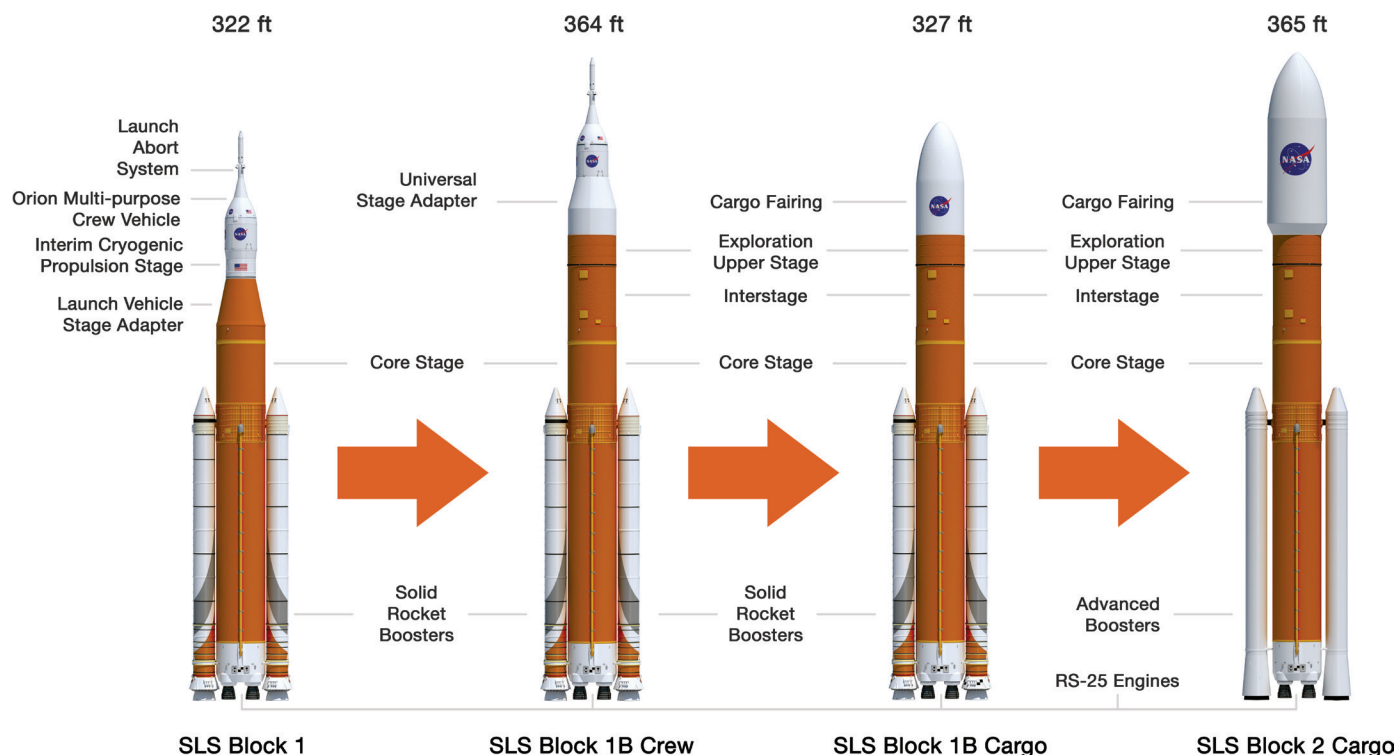 322 ft
364 ft
327 ft
365 ft
Launch
Abort
System
Orion Multi-purpose
Crew Vehicle
Interim Cryogenic
Propulsion Stage
Launch Vehicle
Stage Adapter
Universal
Stage Adapter
Cargo Fairing
Cargo Fairing
Exploration
Upper Stage
Exploration
Upper Stage
Interstage
Interstage
Core Stage
Core Stage
Core Stage
NASA
NASA
Solid
Rocket
Boosters
Solid
Rocket
Boosters
Advanced
Boosters
RS-25 Engines
SLS Block 1
SLS Block 1B Crew
SLS Block 1B Cargo
SLS Block 2 Cargo